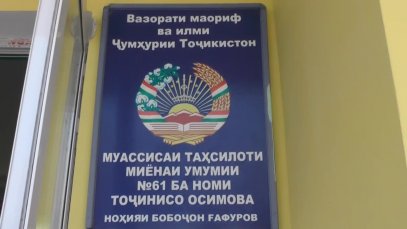 Вазорати маориф
ва илми
Ҷумҳурии Тоҷикистон
МУАССИСАИ ТАҲСИЛОТИ
МИЁНАИ УМУМИИ
№61 БА НОМИ
ТОҶИНИСО ОСИМОВА
НОҲИЯИ БОБОҶОН ҒАФУРОВ